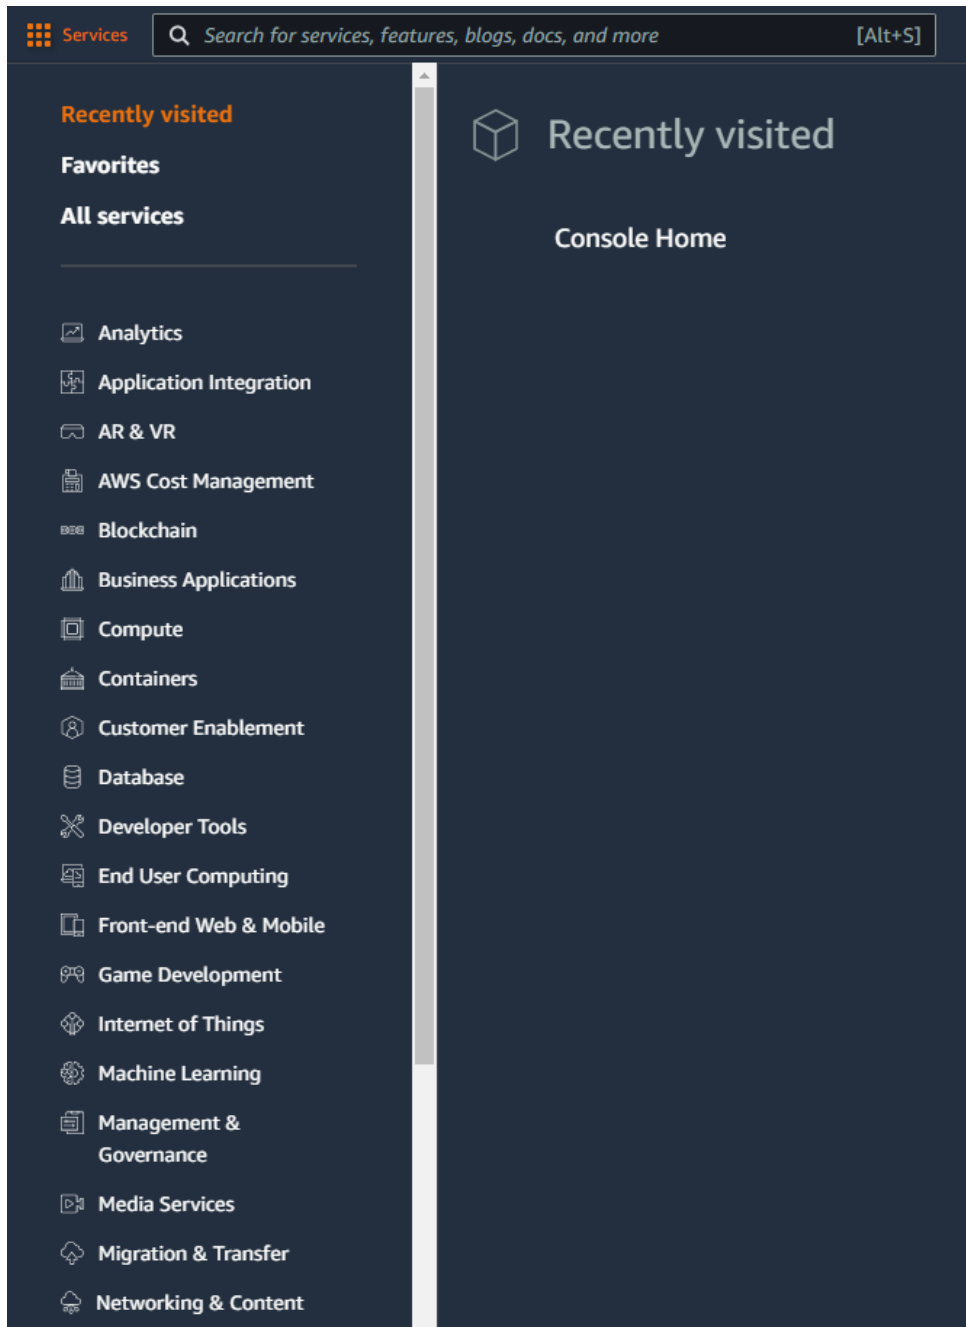 Services
Search for services, features, blogs, docs, and more [Alt+S]
Recently visited
Favorites
All services
Analytics
Application Integration
AR & VR
AWS Cost Management
Blockchain
Business Applications
Compute
Containers
Customer Enablement
Database
Developer Tools
End User Computing
Front-end Web & Mobile
Game Development
Internet of Things
Machine Learning
Management &
Governance
Media Services
Migration & Transfer
Networking & Content
Recently visited
Console Home